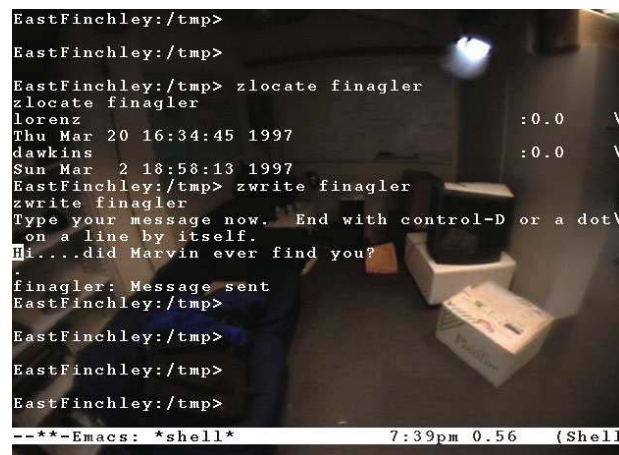 EastFinchley:/tmp>
EastFinchley:/tmp>
EastFinchley:/tmp> zlocate finagler
zlocate finagler
lorenz :0.0 \
Thu Mar 20 16:34:45 1997
dawkins :0.0 \
Sun Mar  2 18:58:13 1997
EastFinchley:/tmp> zwrite finagler
zwrite finagler
Type your message now.  End with control-D or a dot\
 on a line by itself.
Hi....did Marvin ever find you?
.
finagler: Message sent
EastFinchley:/tmp>
EastFinchley:/tmp>
EastFinchley:/tmp>
EastFinchley:/tmp>
--**-Emacs: *shell* 7:39pm 0.56 (Shell